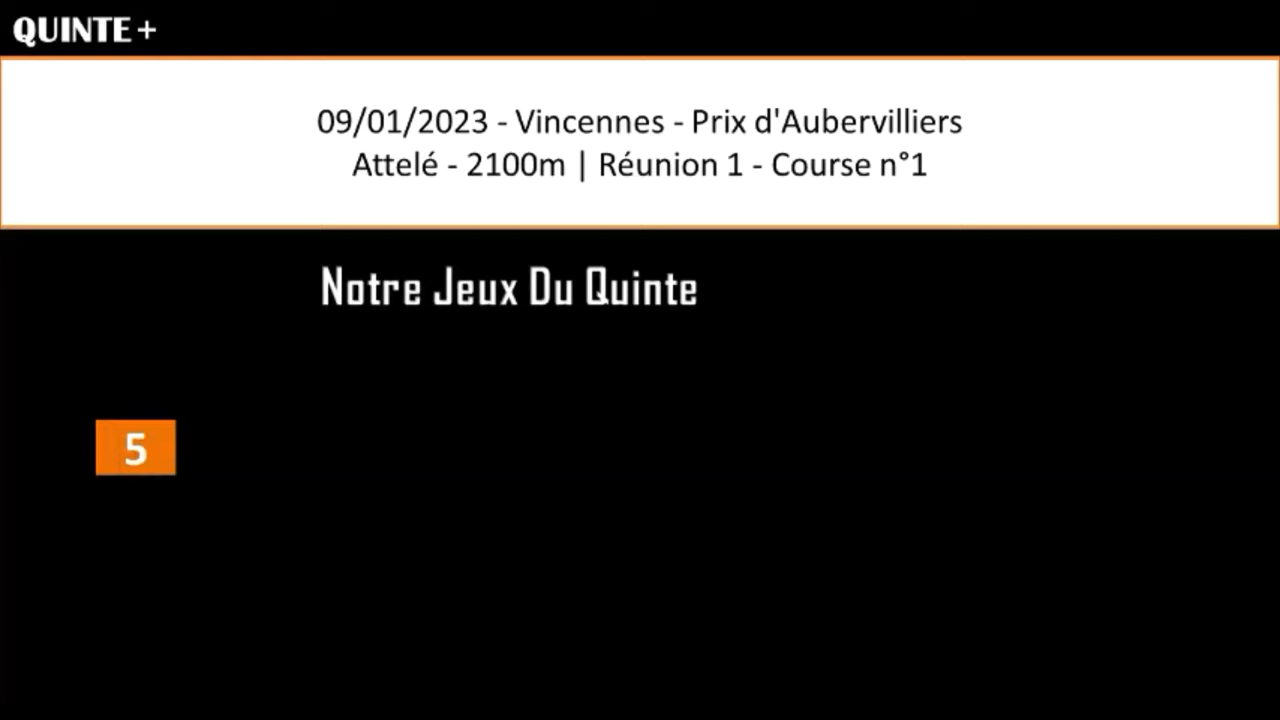 QUINTE+
09/01/2023 - Vincennes - Prix d'Aubervilliers
Attelé - 2100m | Réunion 1 - Course n°1
Notre Jeux Du Quinte
5